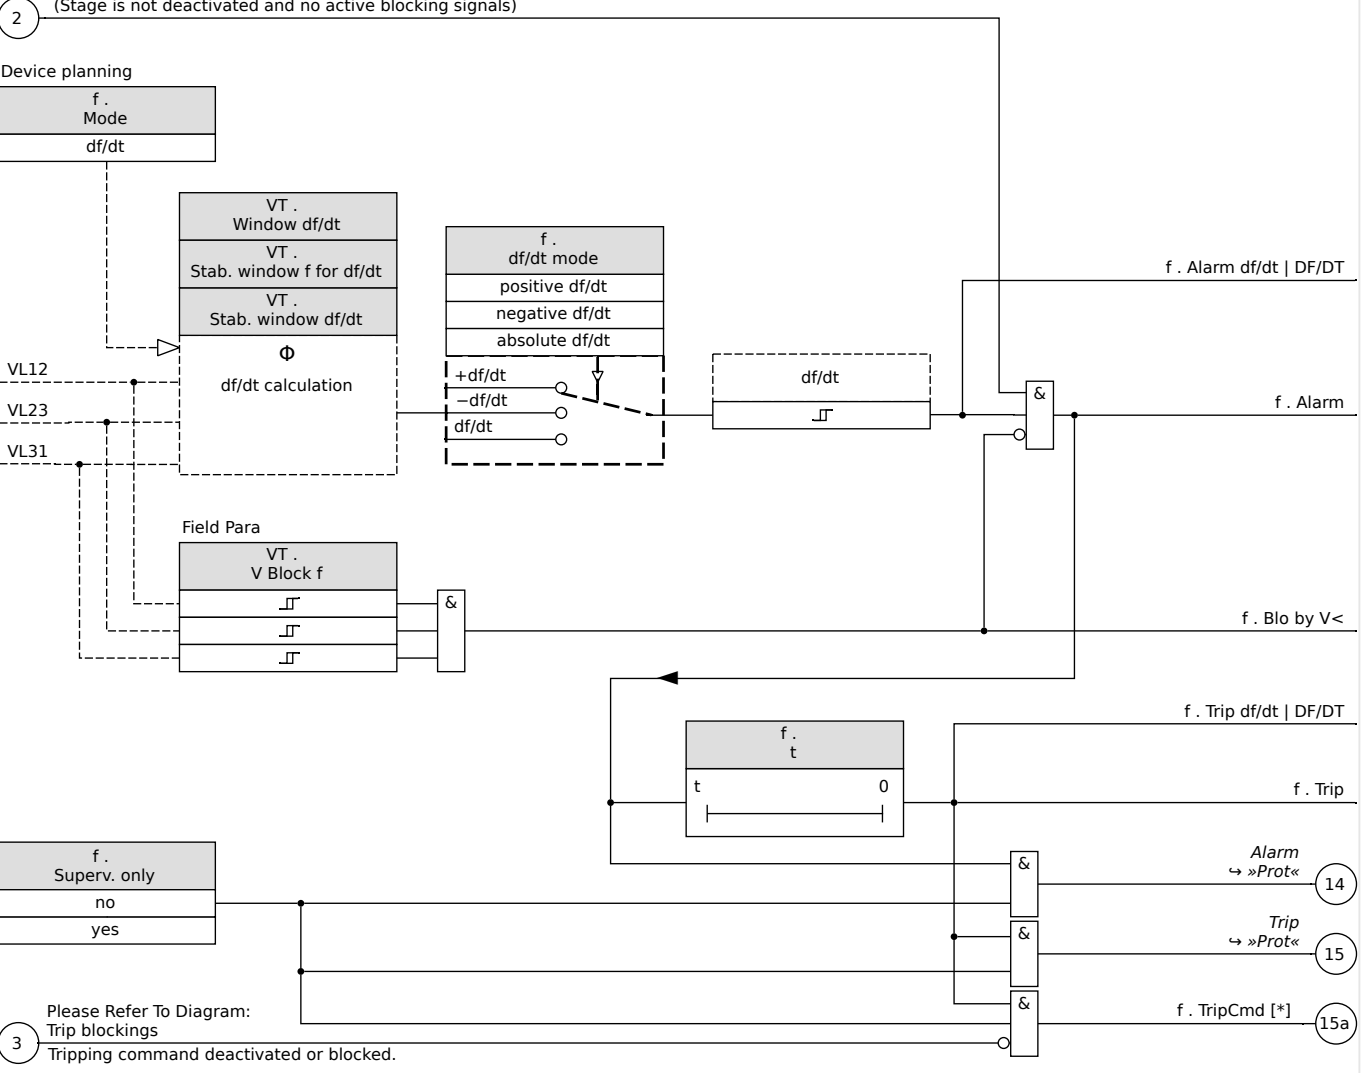 (Stage is not deactivated and no active blocking signals)
2
Device planning
f .
Mode
df/dt
VT .
Window df/dt
VT .
Stab. window f for df/dt
VT .
Stab. window df/dt
Φ
df/dt calculation
VL12
VL23
VL31
f .
df/dt mode
positive df/dt
negative df/dt
absolute df/dt
+df/dt
−df/dt
df/dt
df/dt
&
f . Alarm df/dt | DF/DT
f . Alarm
Field Para
VT .
V Block f
&
f . Blo by V<
f . Trip df/dt | DF/DT
f .
t
t 0
f . Trip
f .
Superv. only
no
yes
&
Alarm
↪ »Prot«
14
&
Trip
↪ »Prot«
15
&
f . TripCmd [*]
15a
Please Refer To Diagram:
Trip blockings
3
Tripping command deactivated or blocked.